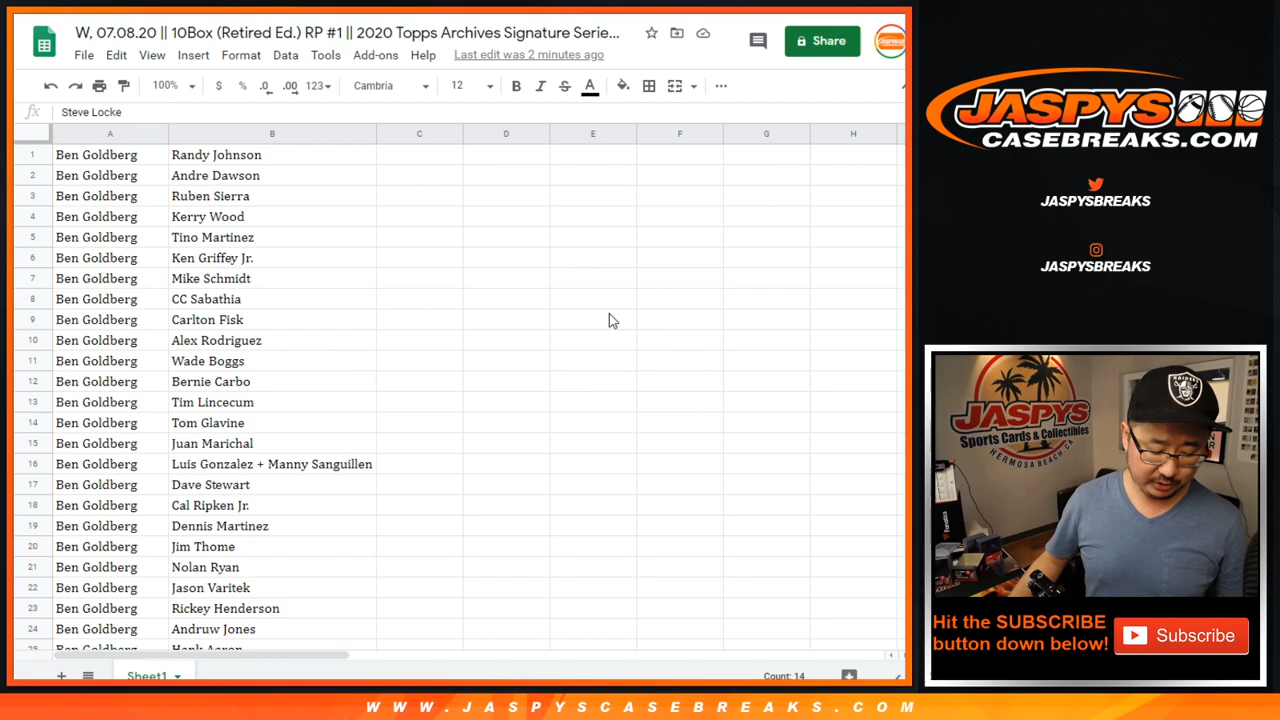 W, 07.08.20 || 10Box (Retired Ed.) RP #1 || 2020 Topps Archives Signature Serie...
File Edit View Insert Format Data Tools Add-ons Help Last edit was 2 minutes ago
Share
100% $ % .0 .00 123 Cambria 12 B I S A
fx Steve Locke
A B C D E F G H
1 Ben Goldberg Randy Johnson
2 Ben Goldberg Andre Dawson
3 Ben Goldberg Ruben Sierra
4 Ben Goldberg Kerry Wood
5 Ben Goldberg Tino Martinez
6 Ben Goldberg Ken Griffey Jr.
7 Ben Goldberg Mike Schmidt
8 Ben Goldberg CC Sabathia
9 Ben Goldberg Carlton Fisk
10 Ben Goldberg Alex Rodriguez
11 Ben Goldberg Wade Boggs
12 Ben Goldberg Bernie Carbo
13 Ben Goldberg Tim Lincecum
14 Ben Goldberg Tom Glavine
15 Ben Goldberg Juan Marichal
16 Ben Goldberg Luis Gonzalez + Manny Sanguillen
17 Ben Goldberg Dave Stewart
18 Ben Goldberg Cal Ripken Jr.
19 Ben Goldberg Dennis Martinez
20 Ben Goldberg Jim Thome
21 Ben Goldberg Nolan Ryan
22 Ben Goldberg Jason Varitek
23 Ben Goldberg Rickey Henderson
24 Ben Goldberg Andruw Jones
25 Ben Goldberg Hank Aaron
Sheet1
Count: 14
JASPYS
CASEBREAKS.COM
JASPYSBREAKS
JASPYSBREAKS
JASPYS
Sports Cards & Collectibles
HERMOSA BEACH CA
RAIDERS
Fanatics
Hit the SUBSCRIBE
button down below!
Subscribe
WWW.JASPYSCASEBREAKS.COM